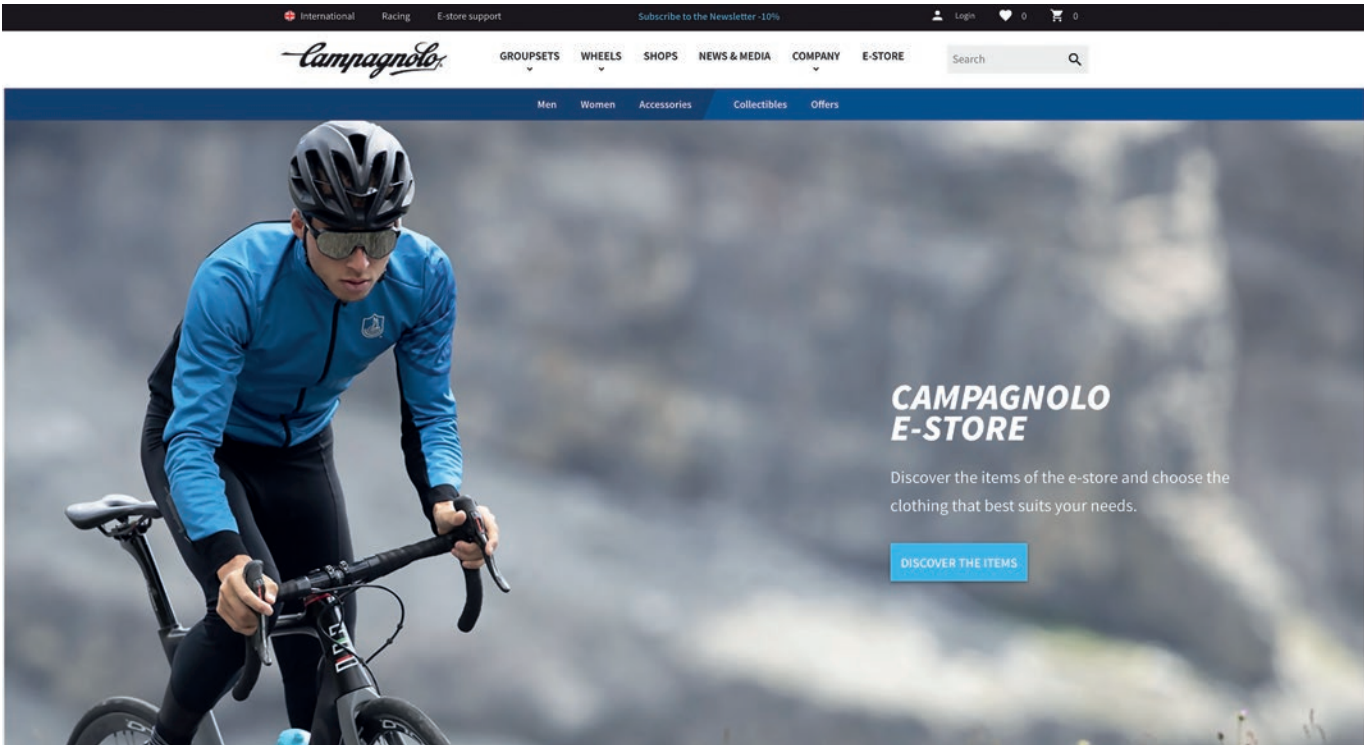 International Racing E-store support Subscribe to the Newsletter -10% Login 0 0
Campagnolo
GROUPSETS WHEELS SHOPS NEWS & MEDIA COMPANY E-STORE Search
Men Women Accessories Collectibles Offers
CAMPAGNOLO
E-STORE
Discover the items of the e-store and choose the
clothing that best suits your needs.
DISCOVER THE ITEMS